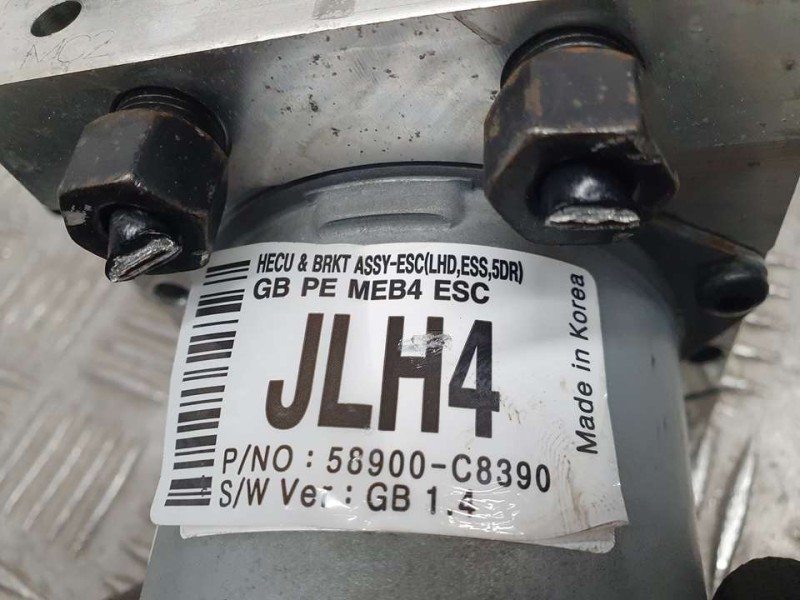 AMC2
HECU & BRKT ASSY-ESC(LHD,ESS,5DR)
GB PE MEB4 ESC
JLH4
P/NO : 58900-C8390
S/W Ver : GB 1.4
Made in Korea